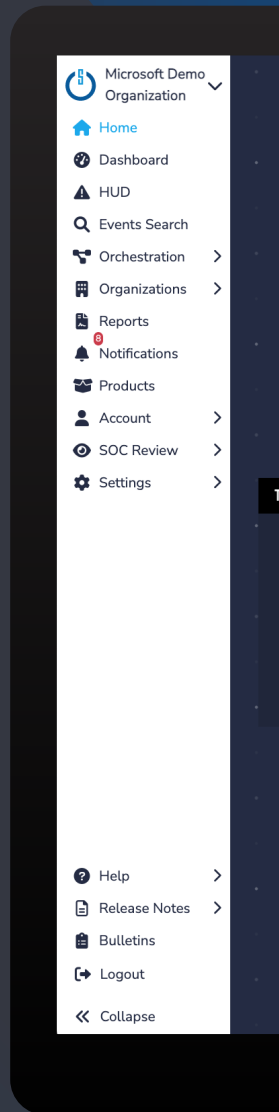 Microsoft Demo
Organization
Home
Dashboard
HUD
Events Search
Orchestration
Organizations
Reports
8
Notifications
Products
Account
SOC Review
Settings
Help
Release Notes
Bulletins
Logout
Collapse